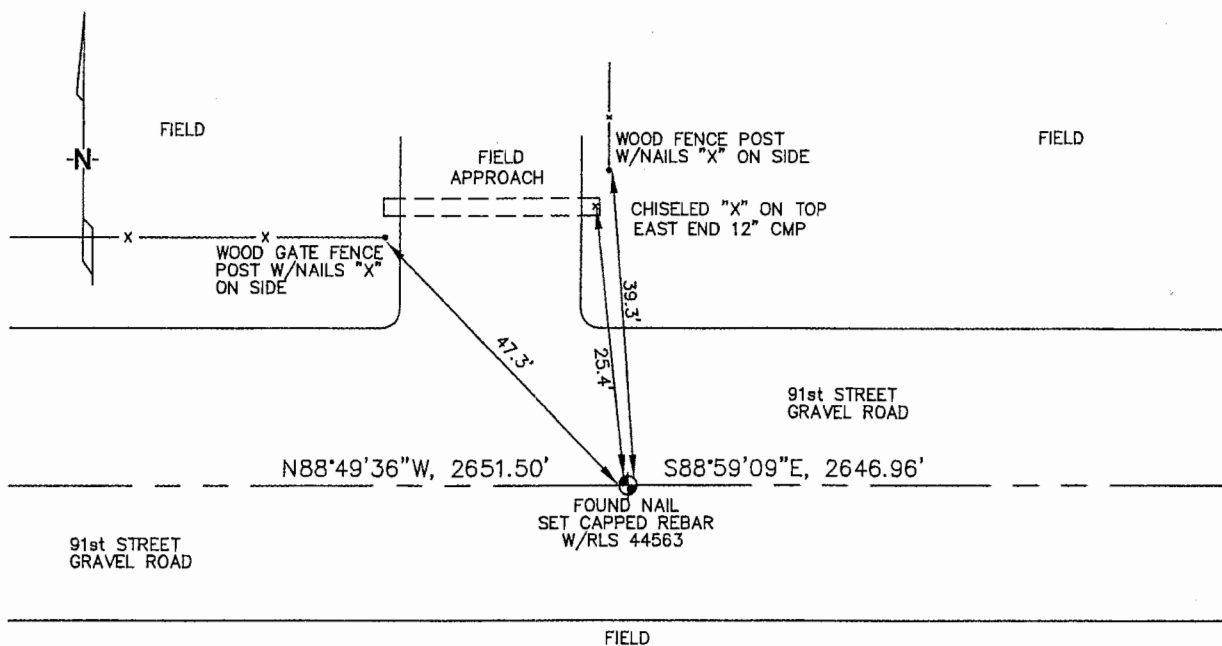 FIELD
-N-
WOOD FENCE POST
W/NAILS "X" ON SIDE
FIELD
FIELD
APPROACH
x
x
CHISELED "X" ON TOP
EAST END 12" CMP
X
X
WOOD GATE FENCE
POST W/NAILS "X"
ON SIDE
39.3'
47.3'
25.4'
91st STREET
GRAVEL ROAD
N88°49'36"W, 2651.50'
S88°59'09"E, 2646.96'
FOUND NAIL
SET CAPPED REBAR
W/RLS 44563
91st STREET
GRAVEL ROAD
FIELD